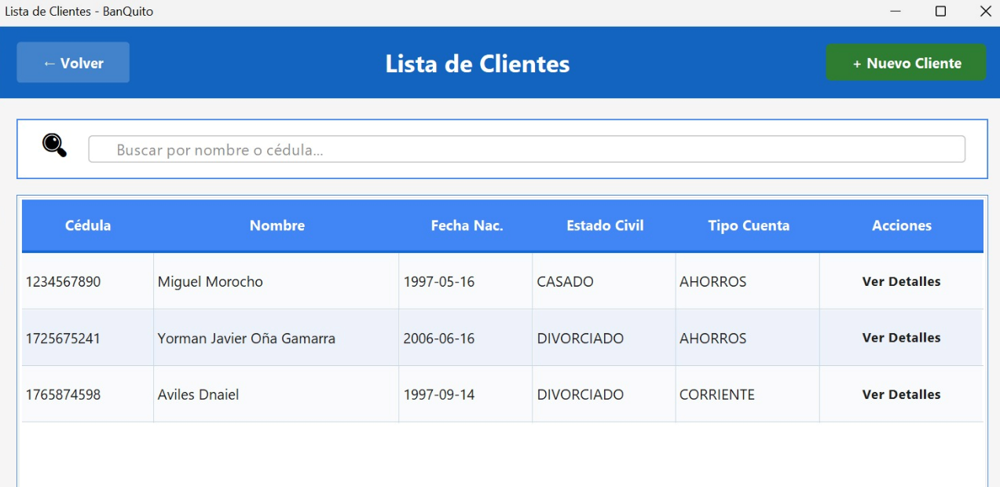 Lista de Clientes - BanQuito
← Volver
Lista de Clientes
+ Nuevo Cliente
Buscar por nombre o cédula...
Cédula Nombre Fecha Nac. Estado Civil Tipo Cuenta Acciones
1234567890 Miguel Morocho 1997-05-16 CASADO AHORROS Ver Detalles
1725675241 Yorman Javier Oña Gamarra 2006-06-16 DIVORCIADO AHORROS Ver Detalles
1765874598 Aviles Dnaiel 1997-09-14 DIVORCIADO CORRIENTE Ver Detalles